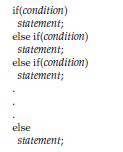 if(condition)
statement;
else if(condition)
statement;
else if(condition)
statement;
.
.
.
else
statement;